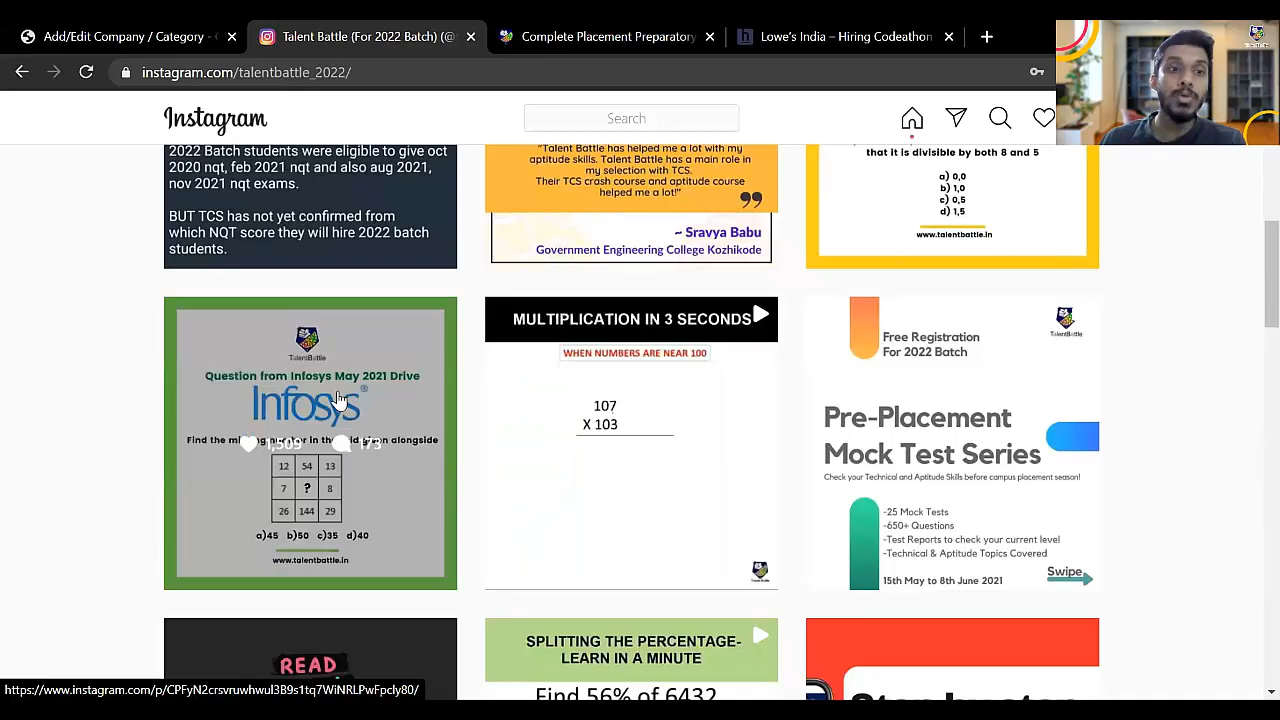 Add/Edit Company / Category - 
Talent Battle (For 2022 Batch) (@
Complete Placement Preparatory
Lowe's India – Hiring Codeathon
instagram.com/talentbattle_2022/
Instagram
Search
2022 Batch students were eligible to give oct
2020 nqt, feb 2021 nqt and also aug 2021,
nov 2021 nqt exams.
BUT TCS has not yet confirmed from
which NQT score they will hire 2022 batch
students.
"Talent Battle has helped me a lot with my
aptitude skills. Talent Battle has a main role in
my selection with TCS.
Their TCS crash course and aptitude course
helped me a lot!"
~ Sravya Babu
Government Engineering College Kozhikode
that it is divisible by both 8 and 5
a) 0,0
b) 1,0
c) 0,5
d) 1,5
www.talentbattle.in
TalentBattle
Question from Infosys May 2021 Drive
Infosys®
Find the in the alongside
1,509 173
12 54 13
7 ? 8
26 144 29
a)45 b)50 c)35 d)40
www.talentbattle.in
MULTIPLICATION IN 3 SECONDS
WHEN NUMBERS ARE NEAR 100
107
X 103
Free Registration
For 2022 Batch
TalentBattle
Pre-Placement
Mock Test Series
Check your Technical and Aptitude Skills before campus placement season!
-25 Mock Tests
-650+ Questions
-Test Reports to check your current level
-Technical & Aptitude Topics Covered
15th May to 8th June 2021
Swipe
READ
SPLITTING THE PERCENTAGE-
LEARN IN A MINUTE
Find 56% of 6432
https://www.instagram.com/p/CPFyN2crsvruwhwul3B9s1tq7WiNRLPwFpcly80/